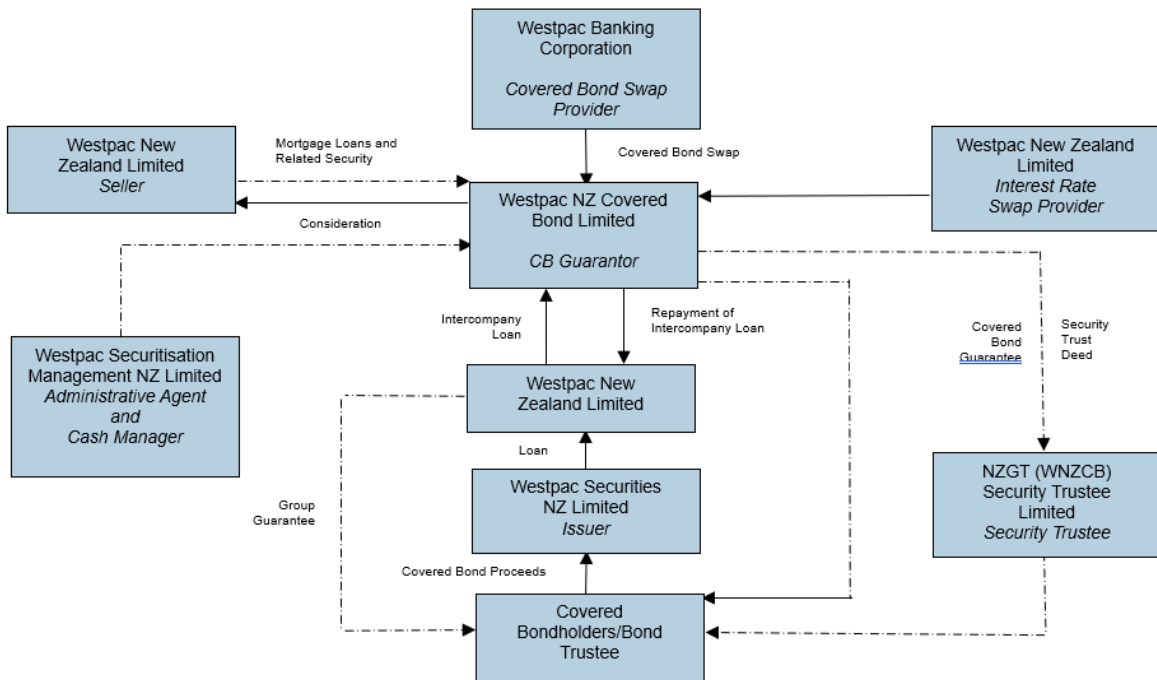 Westpac Banking
Corporation
Covered Bond Swap
Provider
Westpac New
Zealand Limited
Seller
Mortgage Loans and
Related Security
Covered Bond Swap
Westpac New Zealand
Limited
Interest Rate
Swap Provider
Westpac NZ Covered
Bond Limited
CB Guarantor
Consideration
Intercompany
Loan
Repayment of
Intercompany Loan
Covered
Bond
Guarantee
Security
Trust
Deed
Westpac Securitisation
Management NZ Limited
Administrative Agent
and
Cash Manager
Westpac New
Zealand Limited
Loan
Group
Guarantee
Westpac Securities
NZ Limited
Issuer
NZGT (WNZCB)
Security Trustee
Limited
Security Trustee
Covered Bond Proceeds
Covered
Bondholders/Bond
Trustee